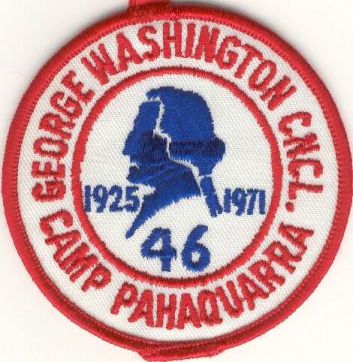 GEORGE WASHINGTON CNCL.
1925 1971
46
CAMP PAHAQUARRA